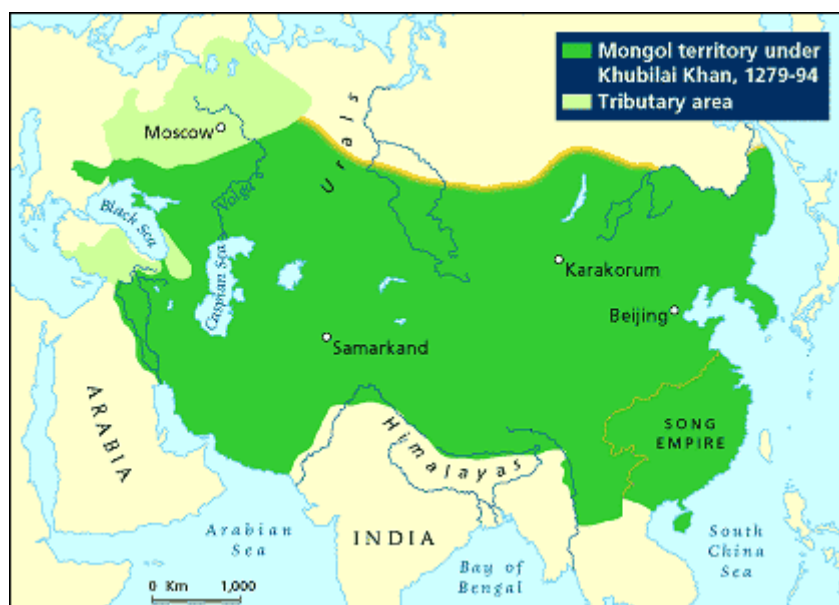 Mongol territory under
Khubilai Khan, 1279-94
Tributary area
Moscow
Urals
Volga
Black Sea
Caspian Sea
Karakorum
Beijing
Samarkand
ARABIA
SONG
EMPIRE
Himalayas
Arabian
Sea
INDIA
Bay of
Bengal
South
China
Sea
0 Km 1,000